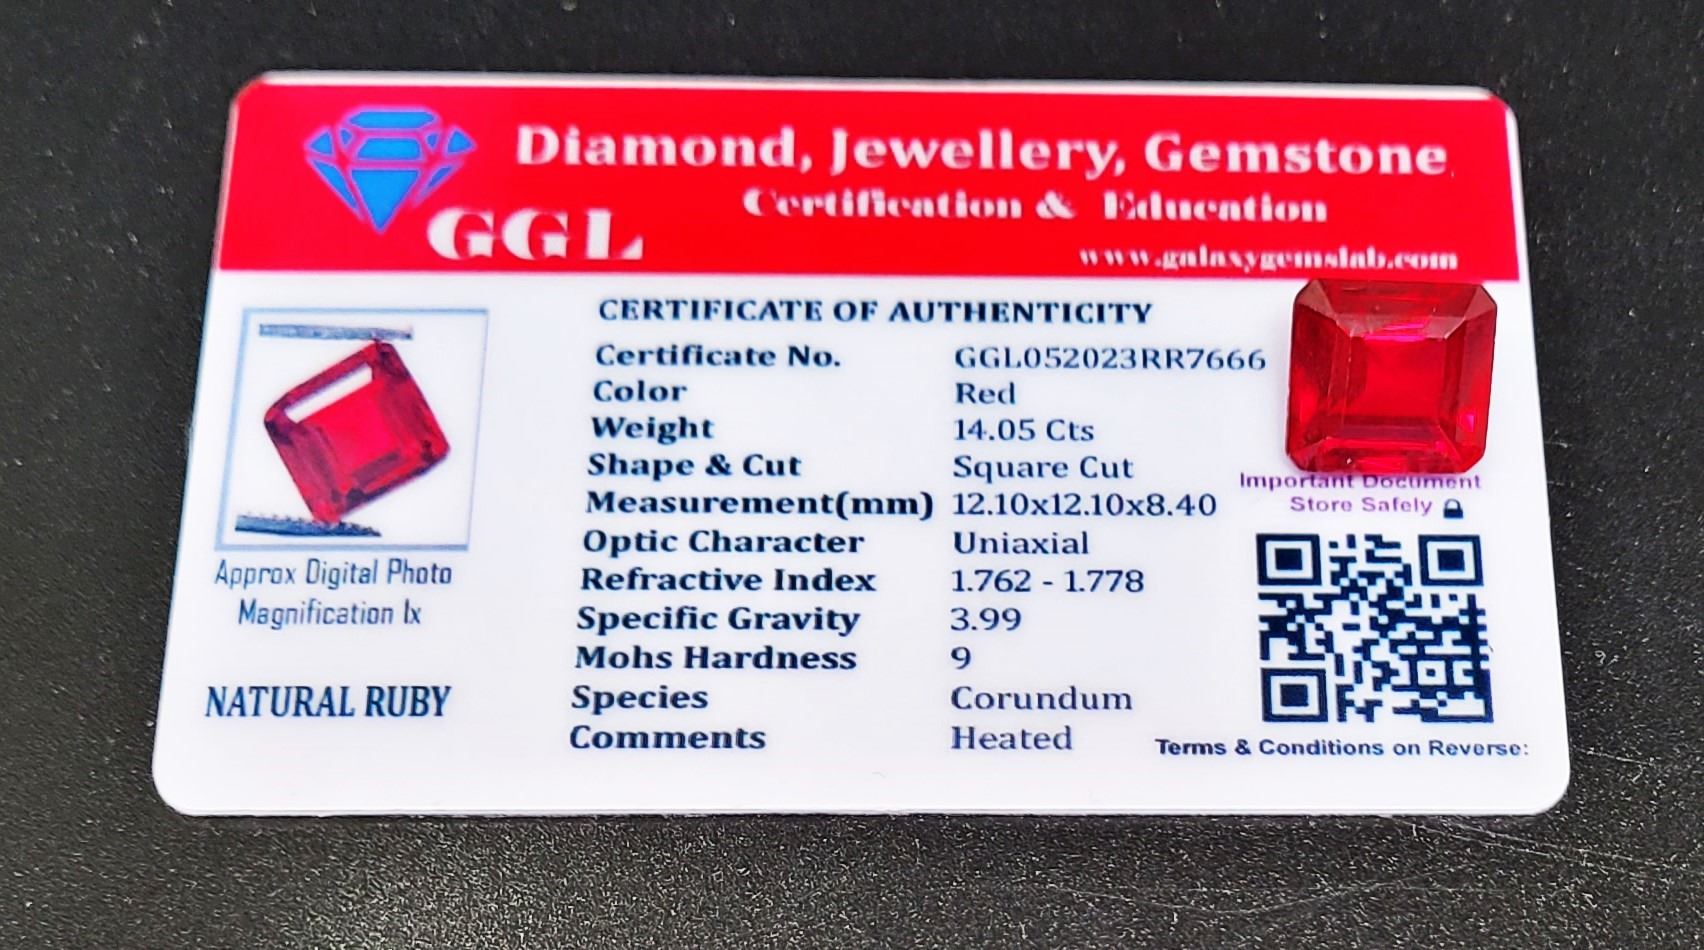 Diamond, Jewellery, Gemstone
Certification & Education
GGL
www.galaxygemslab.com
CERTIFICATE OF AUTHENTICITY
Certificate No. GGL052023RR7666
Color Red
Weight 14.05 Cts
Shape & Cut Square Cut
Measurement(mm) 12.10x12.10x8.40
Optic Character Uniaxial
Refractive Index 1.762 - 1.778
Specific Gravity 3.99
Mohs Hardness 9
Species Corundum
Comments Heated
Approx Digital Photo
Magnification 1x
NATURAL RUBY
Important Document
Store Safely
Terms & Conditions on Reverse: